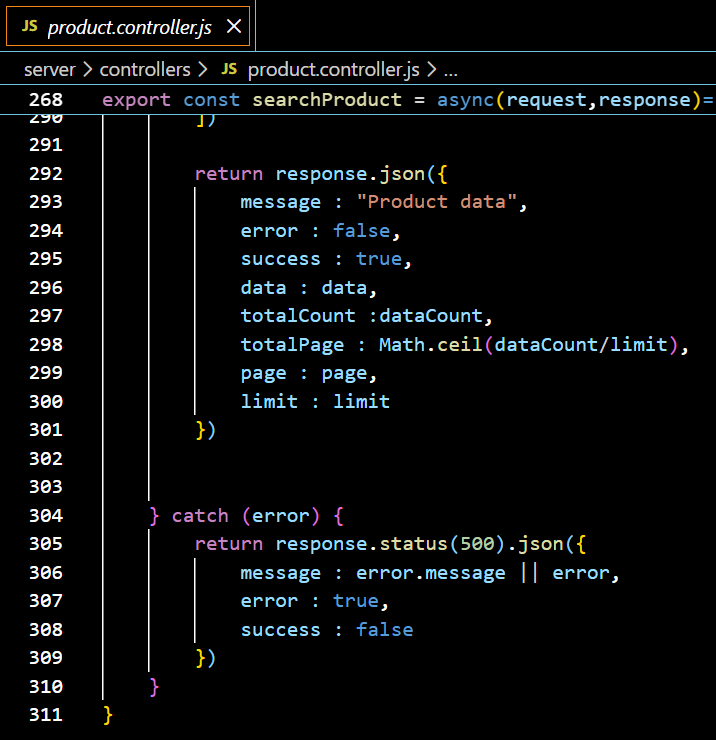 JS product.controller.js ×
server > controllers > JS product.controller.js > ...
268 export const searchProduct = async(request,response)=
290 ])
291
292 return response.json({
293 message : "Product data",
294 error : false,
295 success : true,
296 data : data,
297 totalCount :dataCount,
298 totalPage : Math.ceil(dataCount/limit),
299 page : page,
300 limit : limit
301 })
302
303
304 } catch (error) {
305 return response.status(500).json({
306 message : error.message || error,
307 error : true,
308 success : false
309 })
310 }
311 }